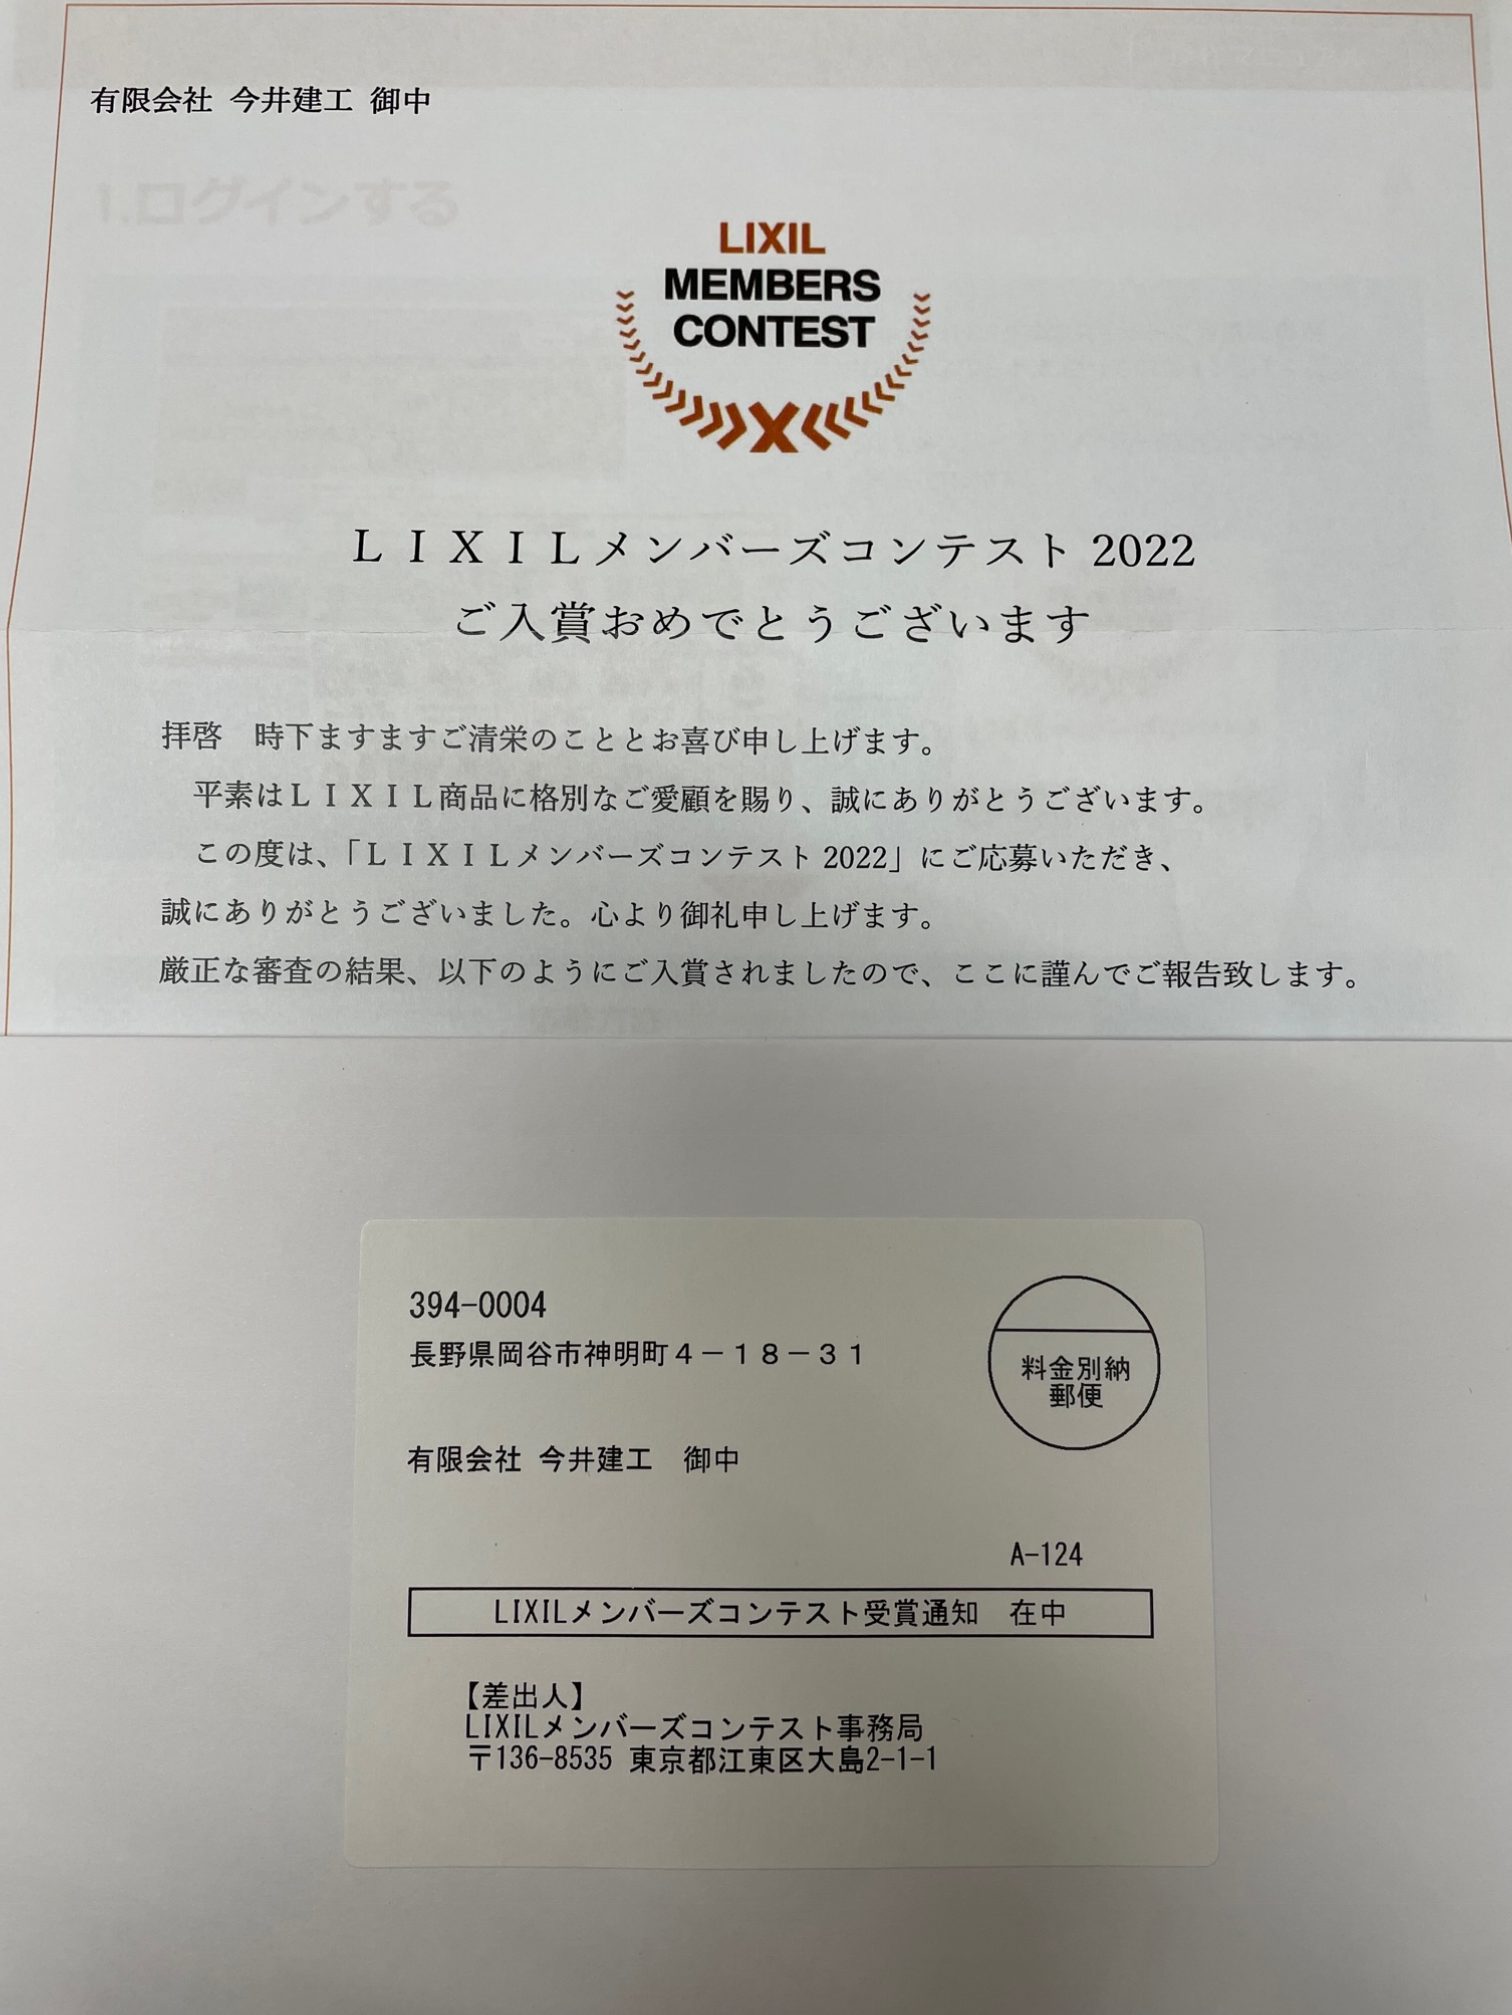 有限会社 今井建工 御中
1.ログインする
LIXIL
MEMBERS
CONTEST
ＬＩＸＩＬメンバーズコンテスト 2022
ご入賞おめでとうございます
拝啓　時下ますますご清栄のこととお喜び申し上げます。
平素はＬＩＸＩＬ商品に格別なご愛顧を賜り、誠にありがとうございます。
この度は、「ＬＩＸＩＬメンバーズコンテスト 2022」にご応募いただき、
誠にありがとうございました。心より御礼申し上げます。
厳正な審査の結果、以下のようにご入賞されましたので、ここに謹んでご報告致します。
394-0004
長野県岡谷市神明町４－１８－３１
料金別納
郵便
有限会社 今井建工　御中
A-124
LIXILメンバーズコンテスト受賞通知　在中
【差出人】
LIXILメンバーズコンテスト事務局
〒136-8535 東京都江東区大島2-1-1